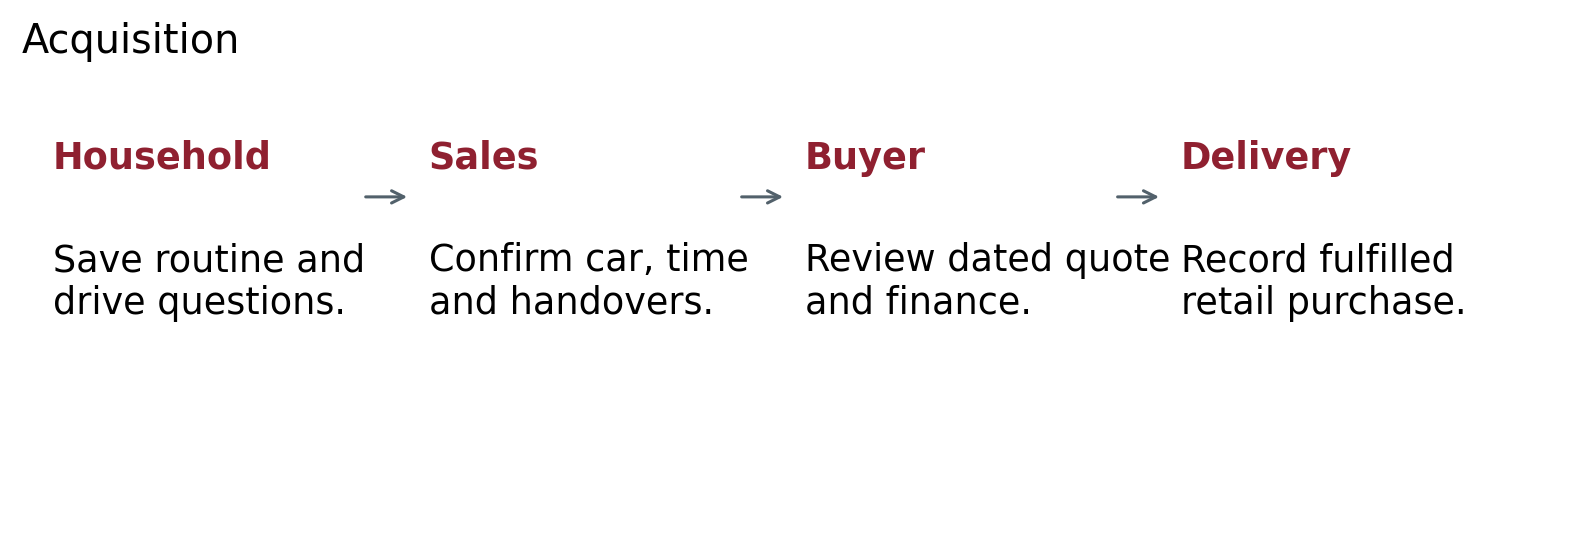 Acquisition
Household
Save routine and
drive questions.
Sales
Confirm car, time
and handovers.
Buyer
Review dated quote
and finance.
Delivery
Record fulfilled
retail purchase.